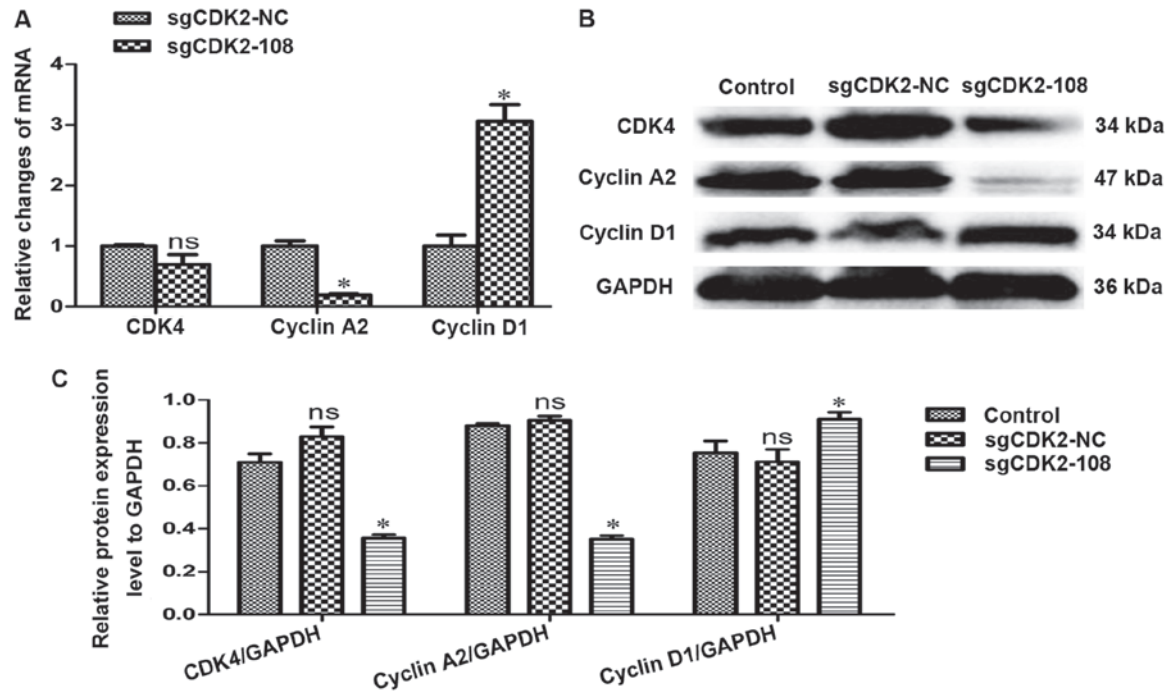 A
sgCDK2-NC
sgCDK2-108
Relative changes of mRNA
4
3
2
1
0
ns
*
*
CDK4
Cyclin A2
Cyclin D1
B
Control sgCDK2-NC sgCDK2-108
CDK4 34 kDa
Cyclin A2 47 kDa
Cyclin D1 34 kDa
GAPDH 36 kDa
C
Relative protein expression
level to GAPDH
1.0
0.8
0.6
0.4
0.2
0.0
ns
*
ns
*
ns
*
CDK4/GAPDH
Cyclin A2/GAPDH
Cyclin D1/GAPDH
Control
sgCDK2-NC
sgCDK2-108